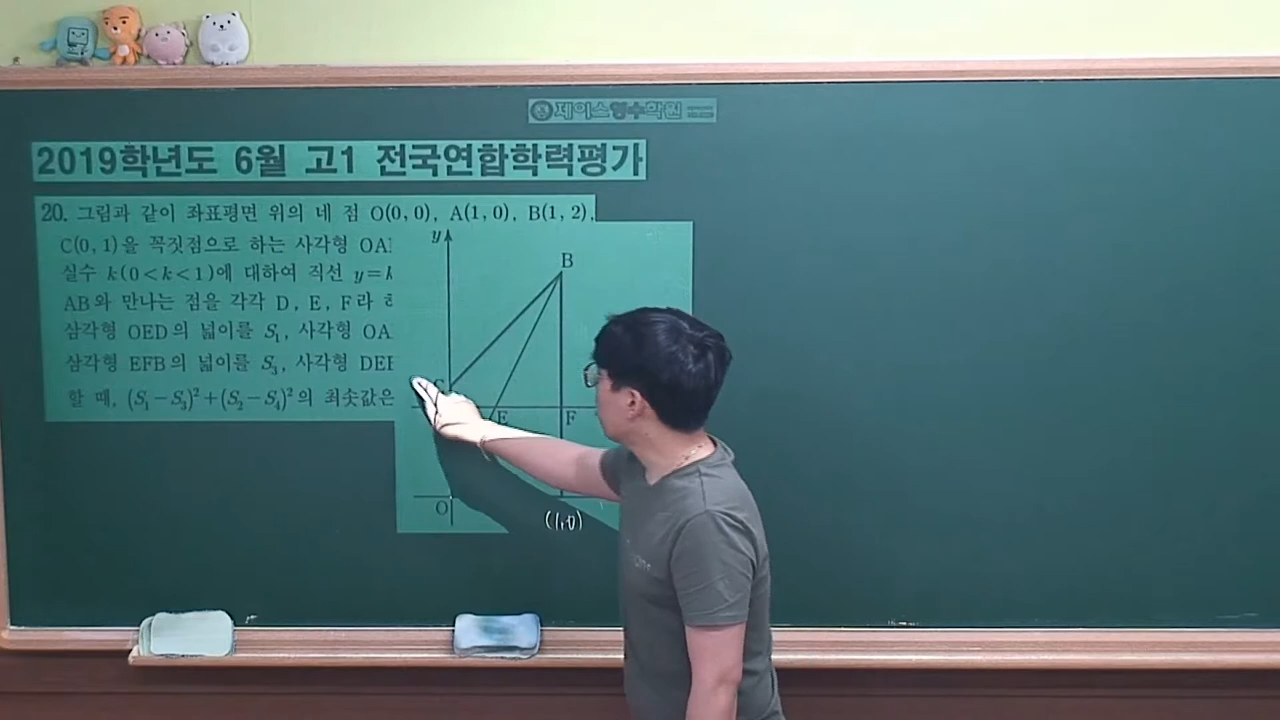 제이스영수학원
2019학년도 6월 고1 전국연합학력평가
20. 그림과 같이 좌표평면 위의 네 점 O(0, 0), A(1, 0), B(1, 2),
C(0, 1)을 꼭짓점으로 하는 사각형 OA
실수 k(0<k<1)에 대하여 직선 y=
AB와 만나는 점을 각각 D, E, F라
삼각형 OED의 넓이를 S₁, 사각형 OA
삼각형 EFB의 넓이를 S₃, 사각형 DE
할 때, (S₁-S₃)²+(S₂-S₄)²의 최솟값은
y
B
E
F
O
(1,0)